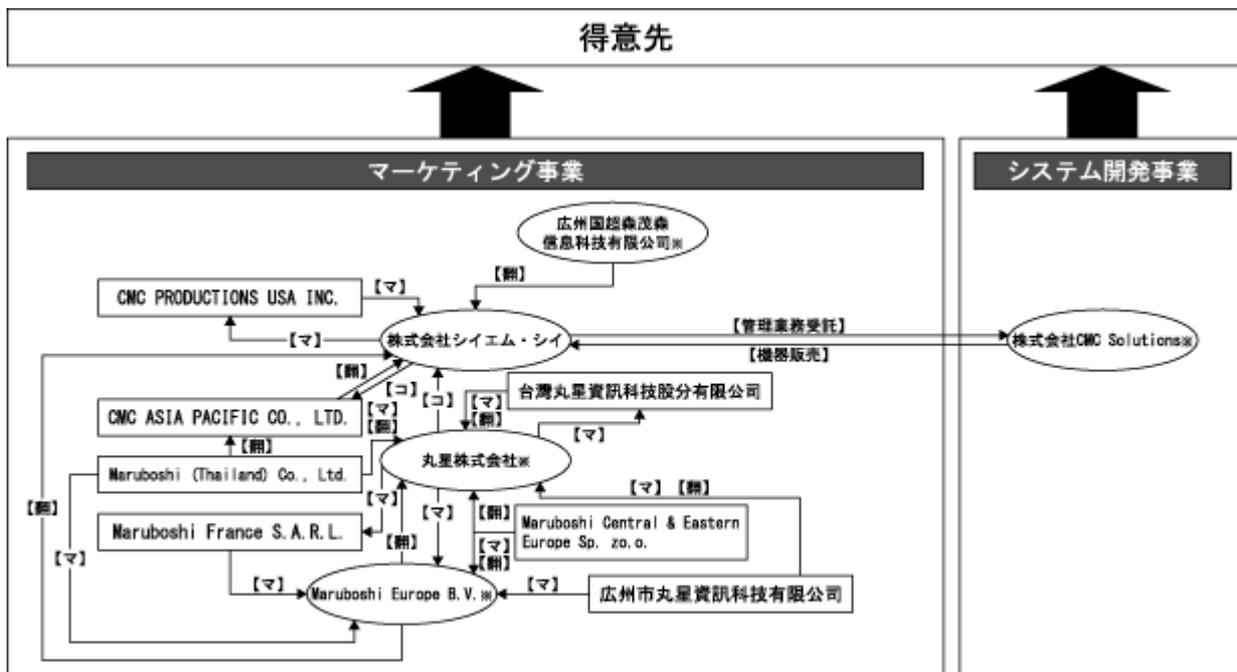 得意先
マーケティング事業
システム開発事業
広州国超森茂森
信息科技有限公司※
【翻】
CMC PRODUCTIONS USA INC.
【マ】
【マ】
株式会社シイエム・シイ
【管理業務受託】
【機器販売】
株式会社CMC Solutions※
【翻】
【コ】
【コ】
CMC ASIA PACIFIC CO., LTD.
【マ】
【翻】
【マ】
【翻】
台灣丸星資訊科技股分有限公司
【マ】
【翻】
Maruboshi (Thailand) Co., Ltd.
丸星株式会社※
【翻】
【マ】
【マ】
【マ】
【翻】
【マ】【翻】
Maruboshi France S.A.R.L.
Maruboshi Central & Eastern
Europe Sp. zo.o.
【マ】
【翻】
【マ】
【翻】
【マ】
Maruboshi Europe B.V.※
【マ】
広州市丸星資訊科技有限公司